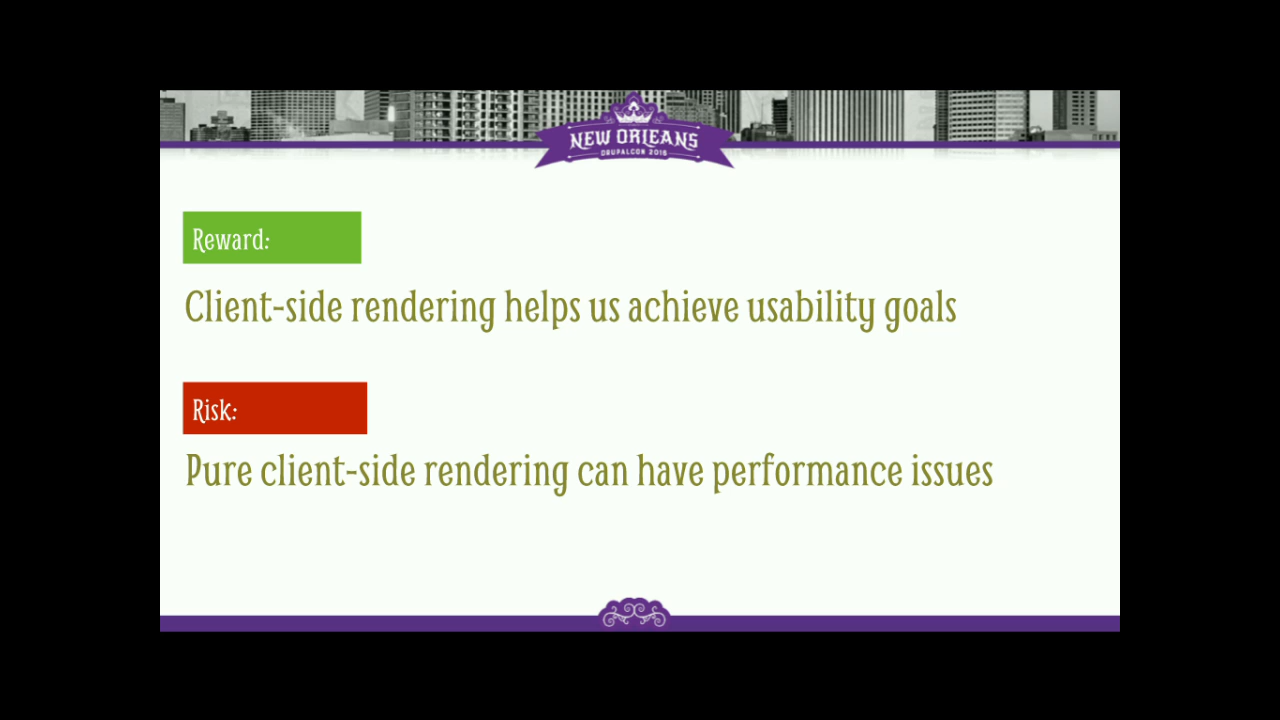 NEW ORLEANS
DRUPALCON 2016
Reward:
Client-side rendering helps us achieve usability goals
Risk:
Pure client-side rendering can have performance issues